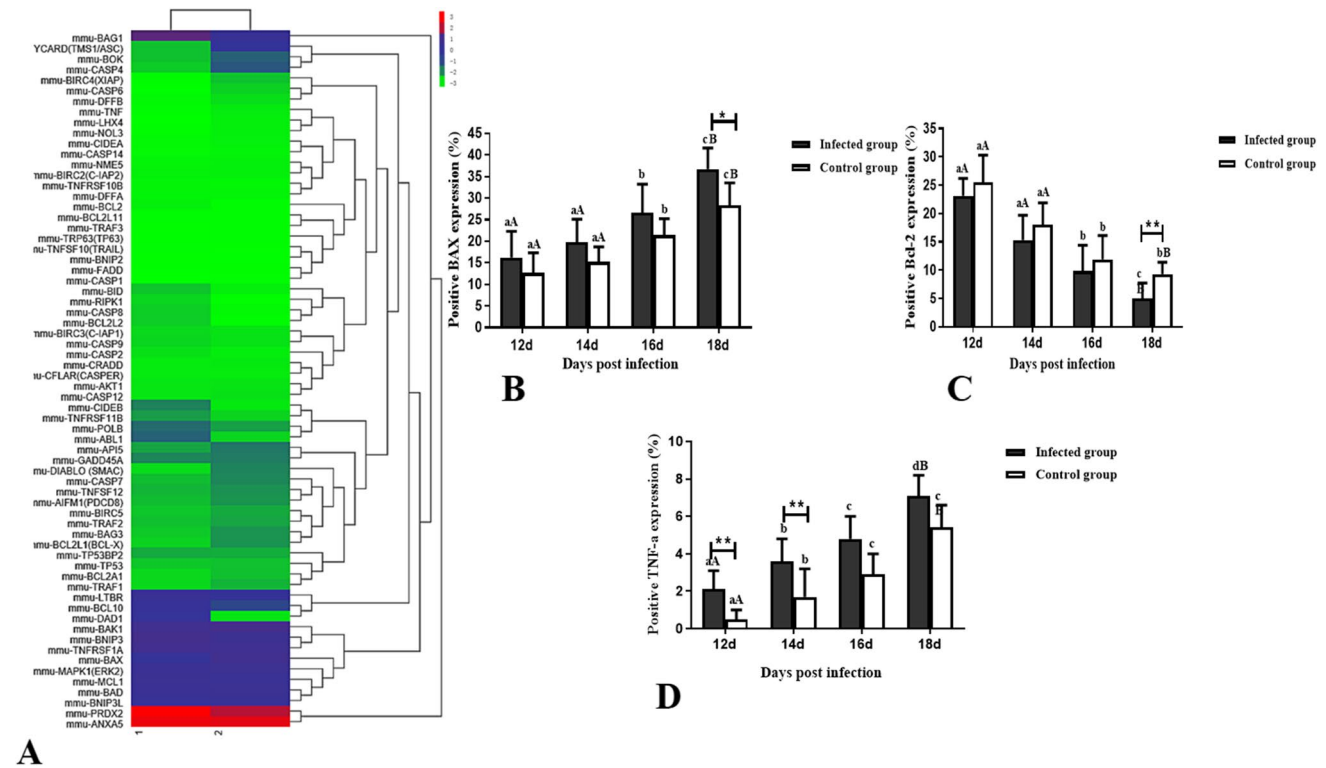 mmu-BAG1
YCARD(TMS1/ASC)
mmu-BOK
mmu-CASP4
mmu-BIRC4(XIAP)
mmu-CASP6
mmu-DFFB
mmu-TNF
mmu-LHX4
mmu-NOL3
mmu-CIDEA
mmu-CASP14
mmu-NME5
mmu-BIRC2(C-IAP2)
mmu-TNFRSF10B
mmu-DFFA
mmu-BCL2
mmu-BCL2L11
mmu-TRAF3
mmu-TRP63(TP63)
nu-TNFSF10(TRAIL)
mmu-BNIP2
mmu-FADD
mmu-CASP1
mmu-BID
mmu-RIPK1
mmu-CASP8
mmu-BCL2L2
mmu-BIRC3(C-IAP1)
mmu-CASP9
mmu-CASP2
mmu-CRADD
ıu-CFLAR(CASPER)
mmu-AKT1
mmu-CASP12
mmu-CIDEB
mmu-TNFRSF11B
mmu-POLB
mmu-ABL1
mmu-API5
mmu-GADD45A
mu-DIABLO (SMAC)
mmu-CASP7
mmu-TNFSF12
nm-AIFM1(PDCD8)
mmu-BIRC5
mmu-TRAF2
mmu-BAG3
mu-BCL2L1(BCL-X)
mmu-TP53BP2
mmu-TP53
mmu-BCL2A1
mmu-TRAF1
mmu-LTBR
mmu-BCL10
mmu-DAD1
mmu-BAK1
mmu-BNIP3
mmu-TNFRSF1A
mmu-BAX
mmu-MAPK1(ERK2)
mmu-MCL1
mmu-BAD
mmu-BNIP3L
mmu-PRDX2
mmu-ANXA5
1
2
3
2
1
0
-1
-2
-3
A
Positive BAX expression (%)
45
40
35
30
25
20
15
10
5
0
aA
aA
aA
aA
b
b
cB
cB
*
12d
14d
16d
18d
Days post infection
Infected group
Control group
B
Positive Bcl-2 expression (%)
35
30
25
20
15
10
5
0
aA
aA
aA
aA
b
b
c
B
bB
**
12d
14d
16d
18d
Days post infection
Infected group
Control group
C
Positive TNF-a expression (%)
10
8
6
4
2
0
**
aA
aA
**
b
b
c
c
dB
c
12d
14d
16d
18d
Days post infection
Infected group
Control group
D